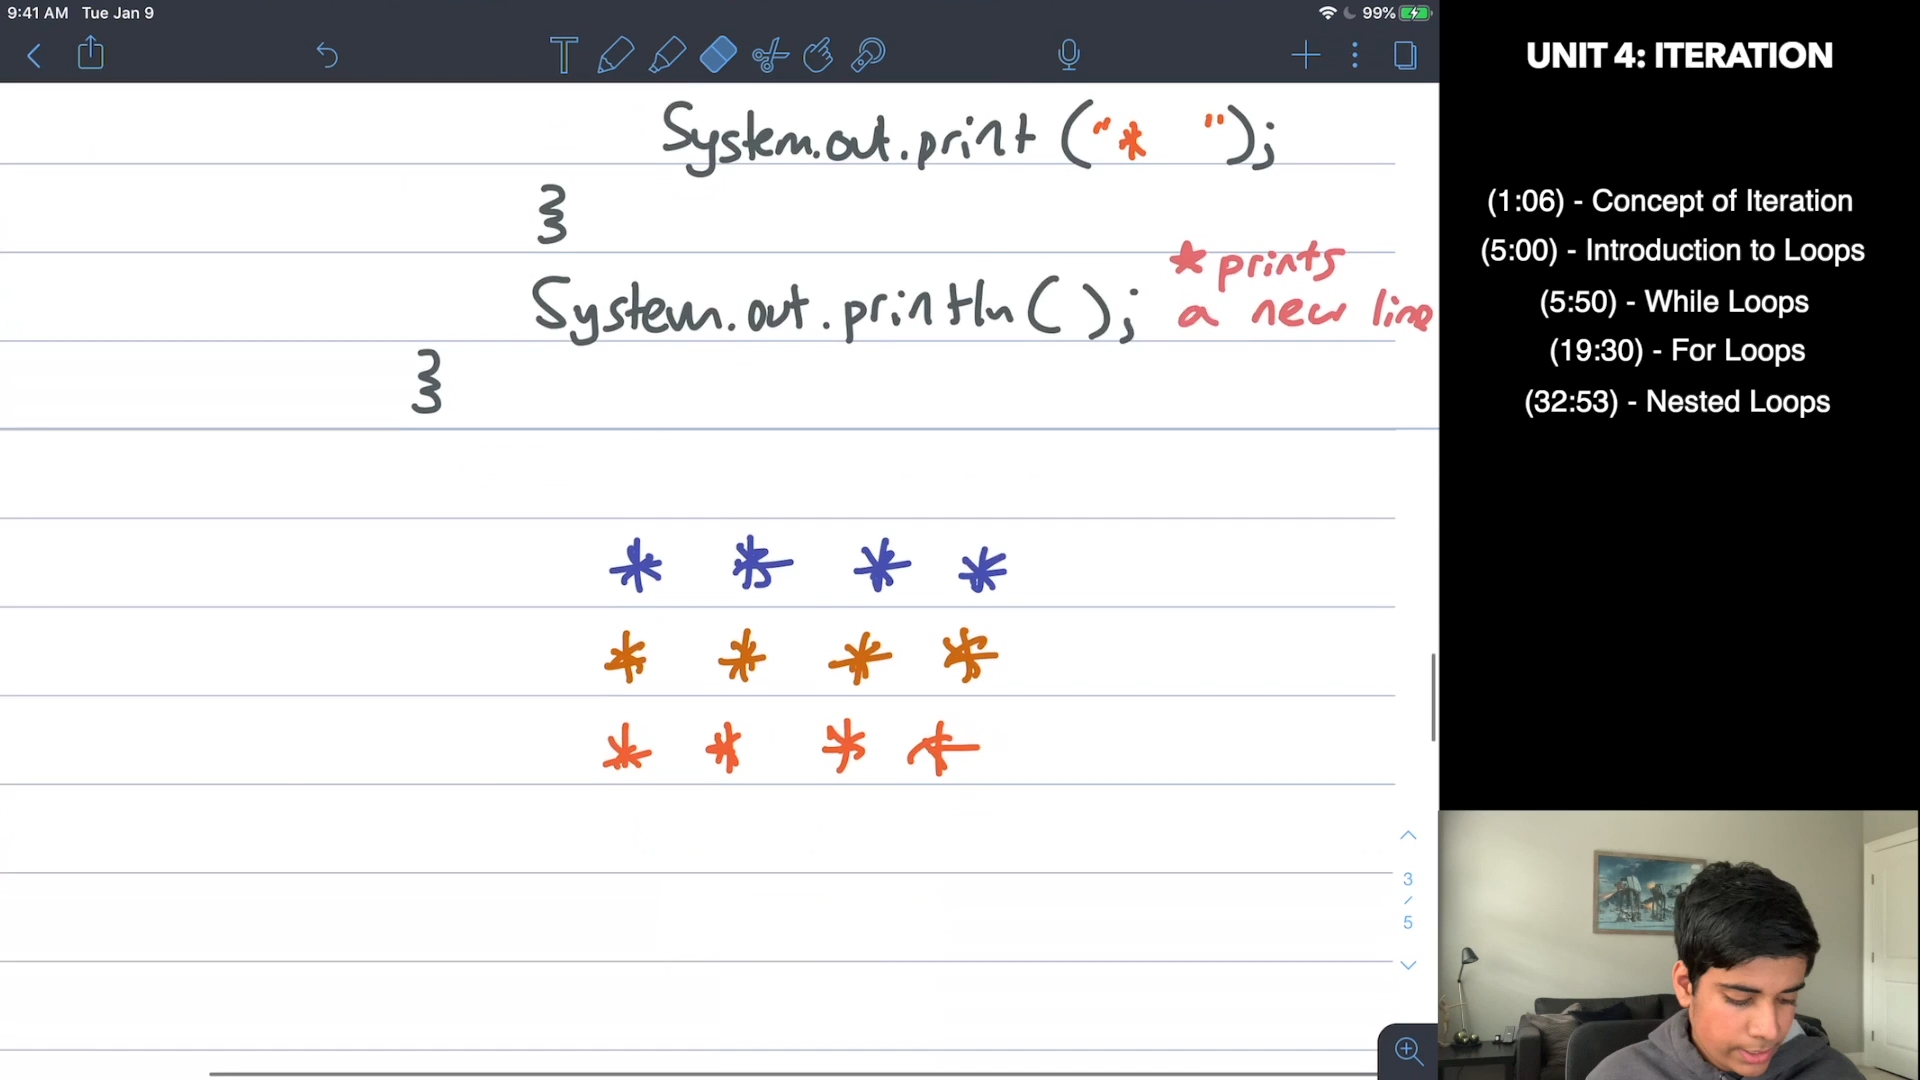 9:41 AM Tue Jan 9
99%
System.out.print ("* ");
}
System.out.println( );
* prints
a new line
}
* * * *
* * * *
* * * *
3
/
5
UNIT 4: ITERATION
(1:06) - Concept of Iteration
(5:00) - Introduction to Loops
(5:50) - While Loops
(19:30) - For Loops
(32:53) - Nested Loops